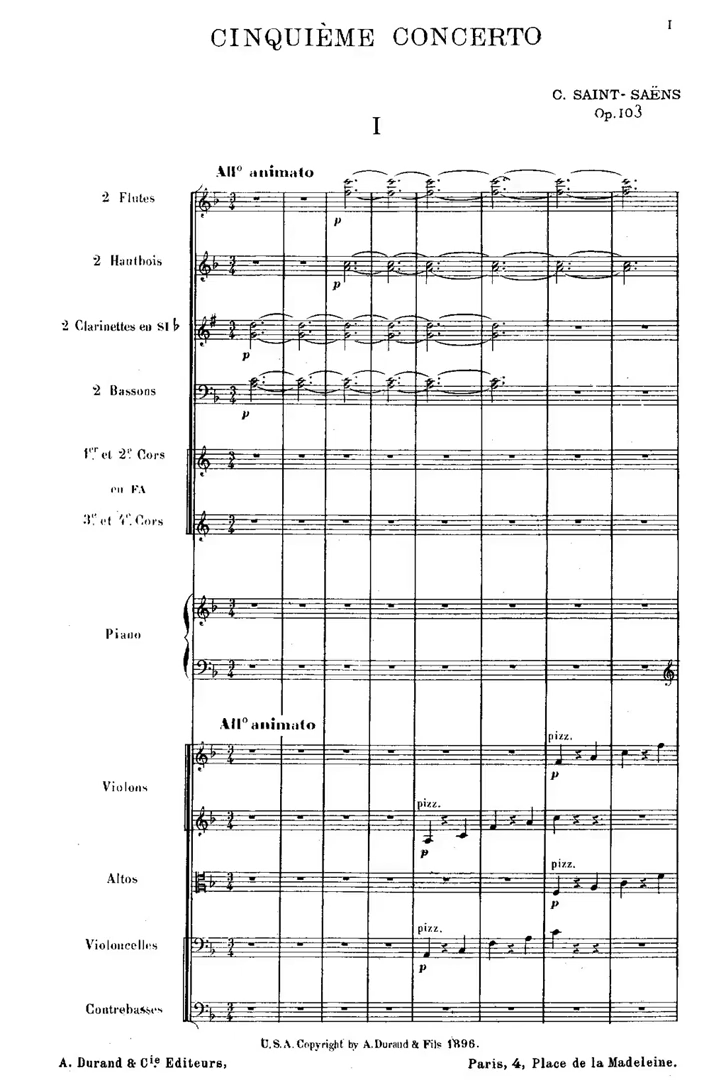 I
CINQUIÈME CONCERTO
C. SAINT-SAËNS
Op. 103
I
Allº animato
2 Flutes
p
2 Hautbois
p
2 Clarinettes en SI♭
p
2 Bassons
p
1er et 2e Cors
en FA
3e et 4e Cors
Piano
Allº animato
pizz.
p
Violons
pizz.
p
pizz.
Altos
p
pizz.
Violoncelles
p
Contrebasses
U.S.A. Copyright by A. Durand & Fils 1896.
A. Durand & Cie Editeurs,
Paris, 4, Place de la Madeleine.